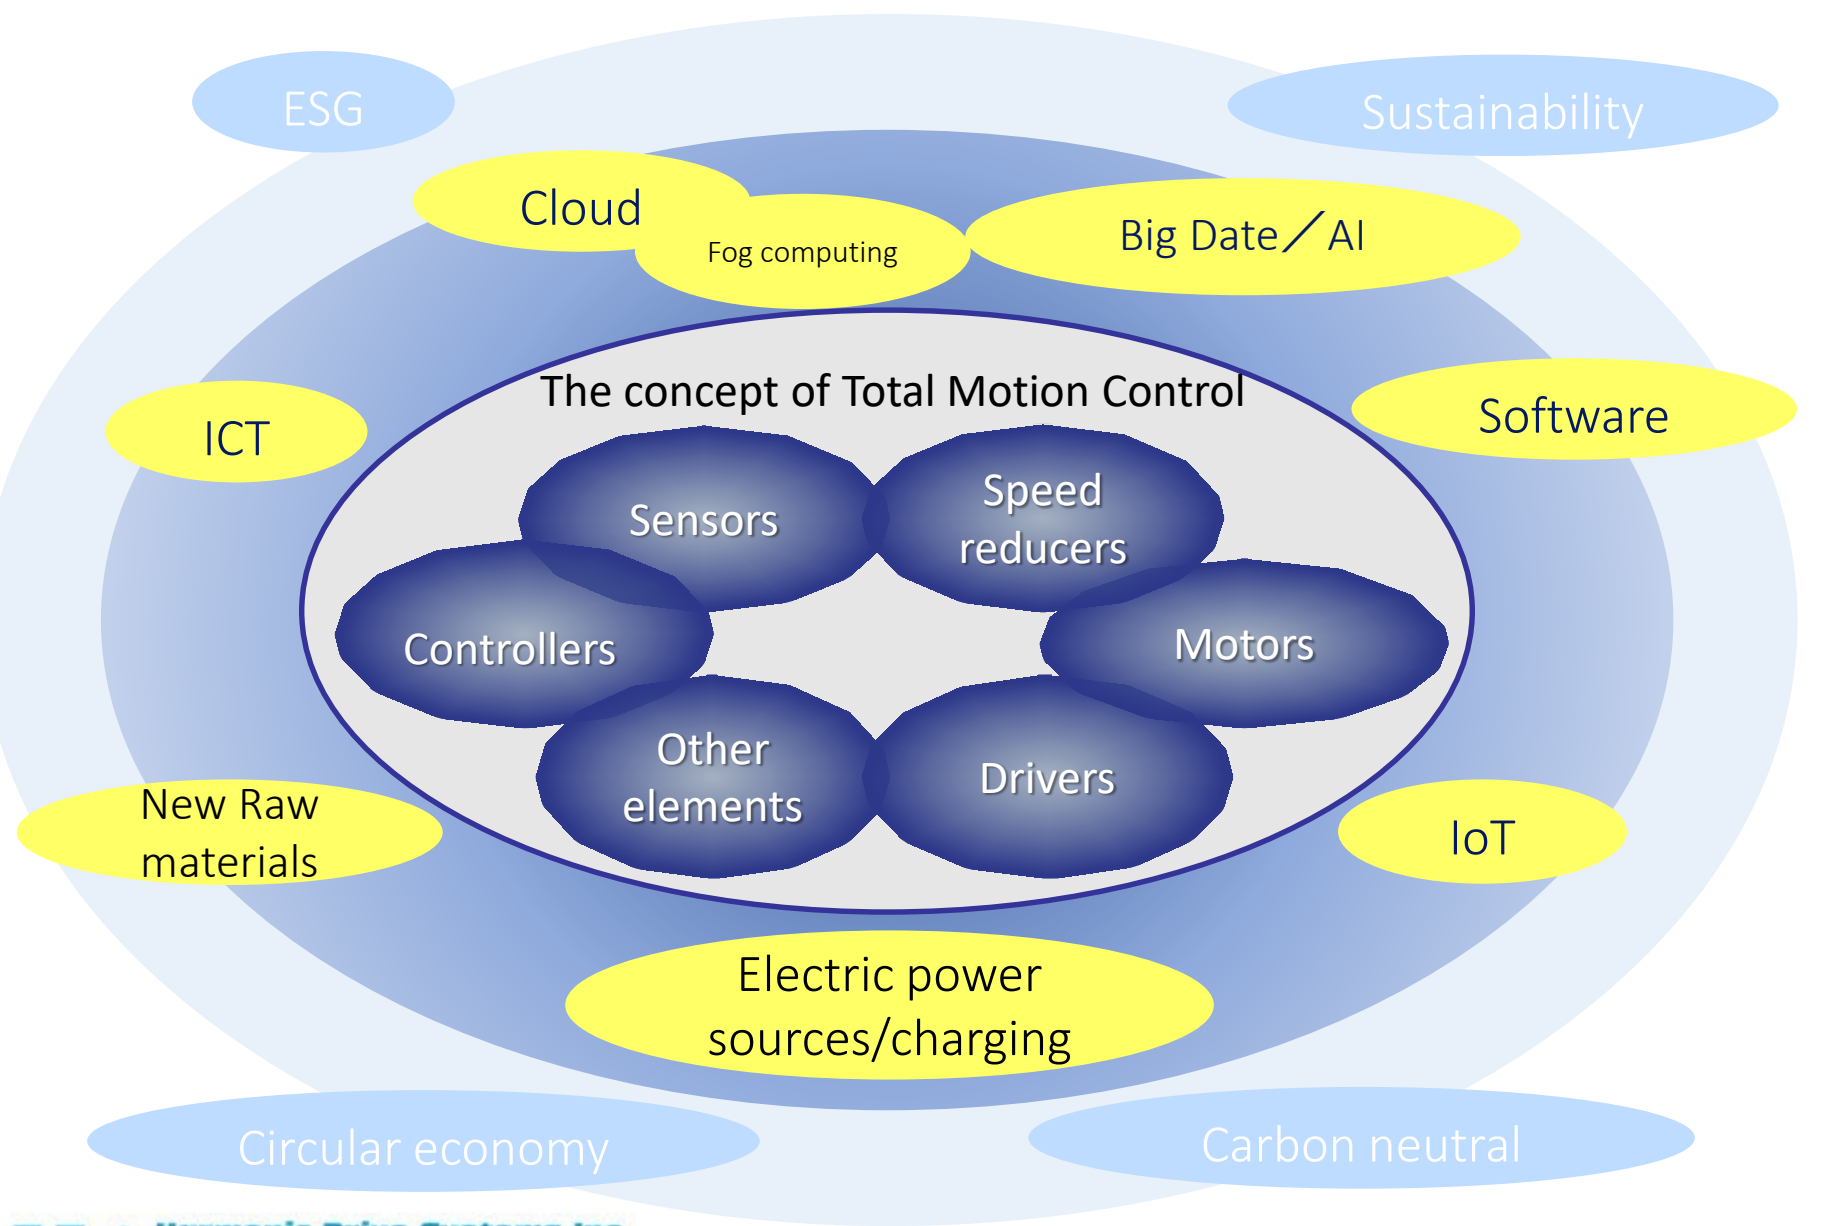 ESG
Sustainability
Cloud
Fog computing
Big Date／AI
The concept of Total Motion Control
ICT
Software
Sensors
Speed
reducers
Controllers
Motors
Other
elements
Drivers
New Raw
materials
IoT
Electric power
sources/charging
Circular economy
Carbon neutral